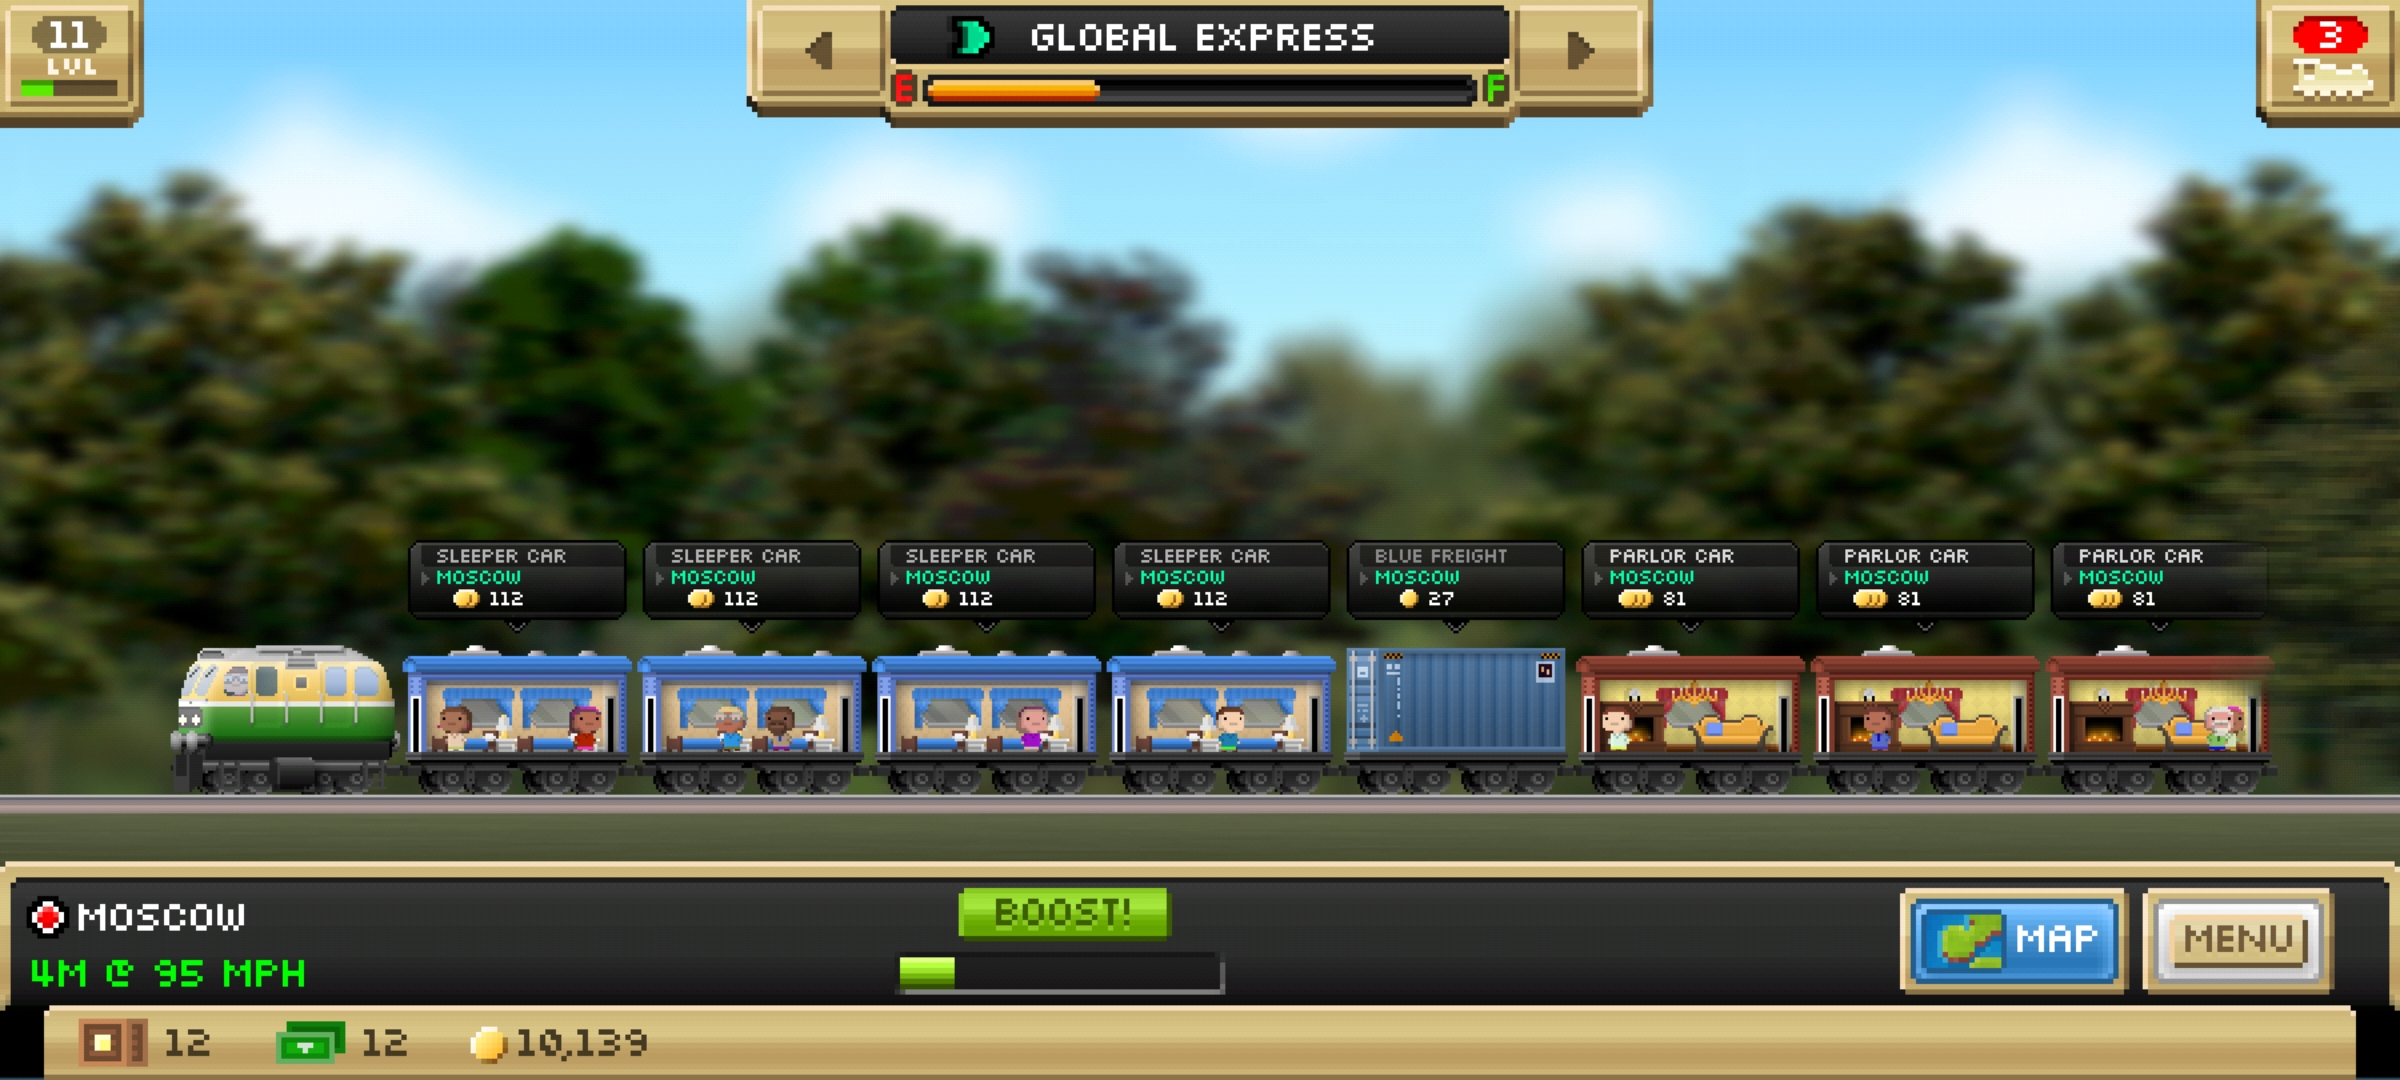 11
LVL
GLOBAL EXPRESS
E F
3
SLEEPER CAR
MOSCOW
112
SLEEPER CAR
MOSCOW
112
SLEEPER CAR
MOSCOW
112
SLEEPER CAR
MOSCOW
112
BLUE FREIGHT
MOSCOW
27
PARLOR CAR
MOSCOW
81
PARLOR CAR
MOSCOW
81
PARLOR CAR
MOSCOW
81
MOSCOW
4M @ 95 MPH
BOOST!
MAP
MENU
12
12
10,139